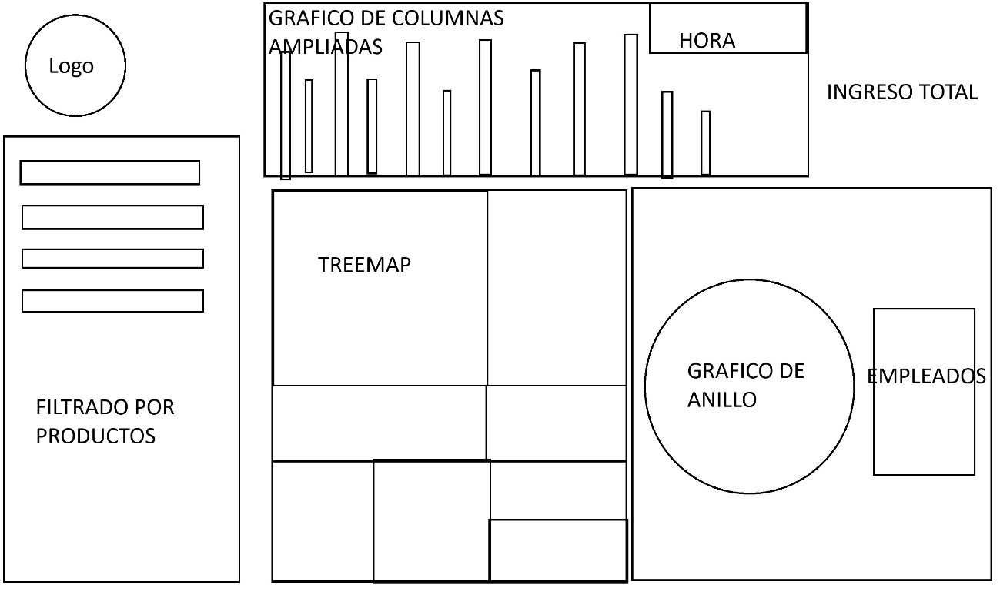 Logo
GRAFICO DE COLUMNAS
AMPLIADAS
HORA
INGRESO TOTAL
TREEMAP
GRAFICO DE
ANILLO
EMPLEADOS
FILTRADO POR
PRODUCTOS